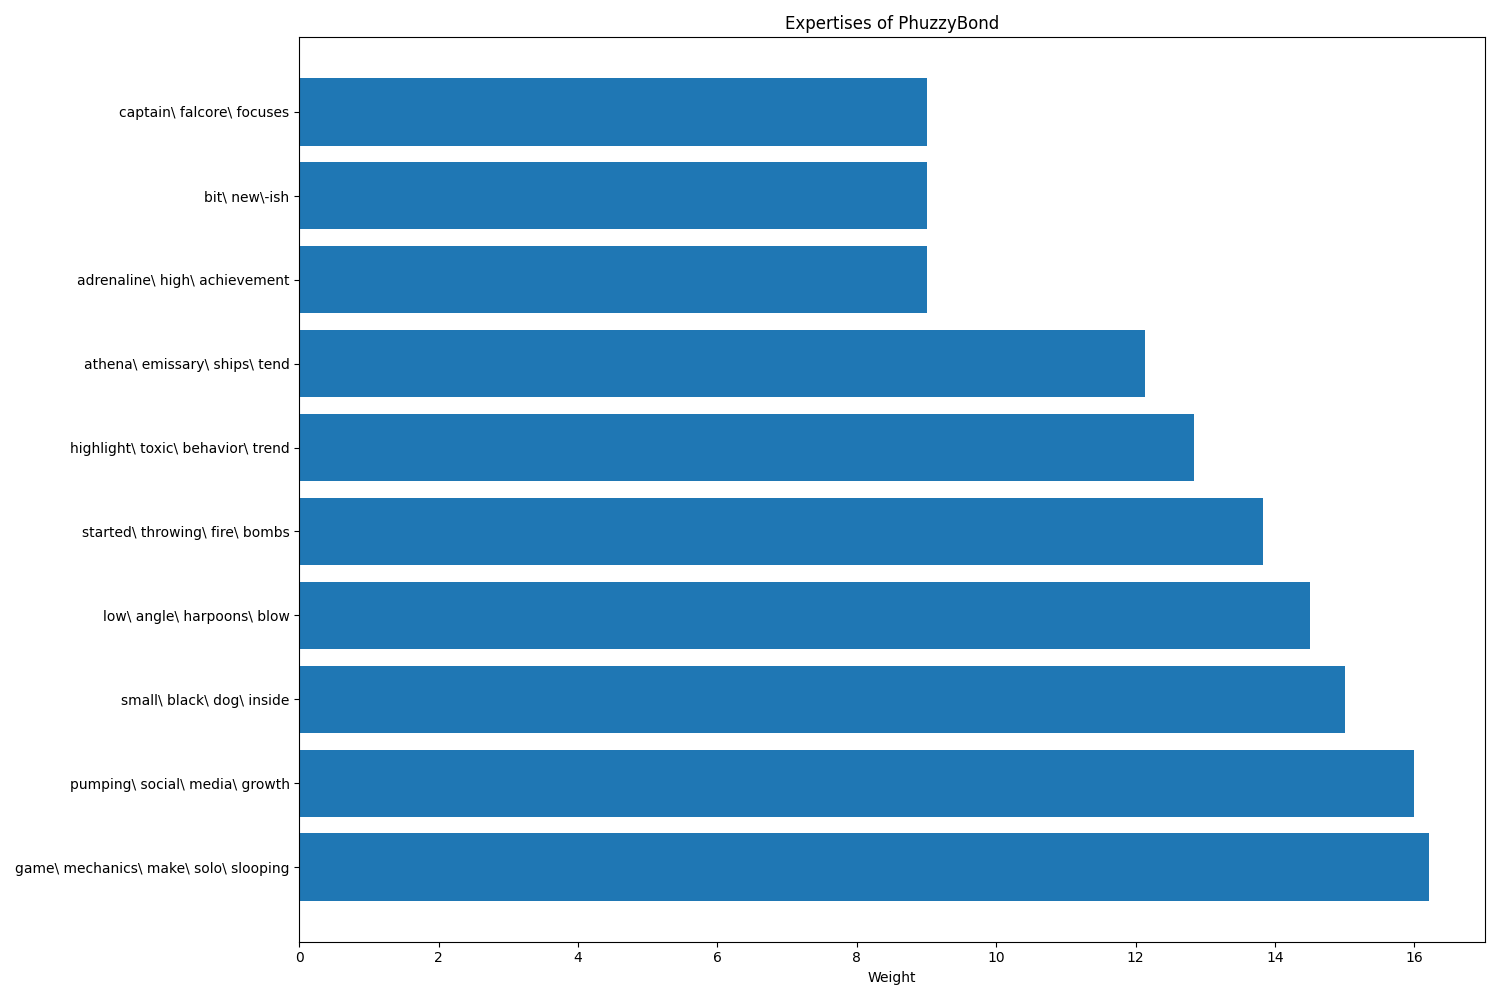 Expertises of PhuzzyBond
captain\ falcore\ focuses
bit\ new\-ish
adrenaline\ high\ achievement
athena\ emissary\ ships\ tend
highlight\ toxic\ behavior\ trend
started\ throwing\ fire\ bombs
low\ angle\ harpoons\ blow
small\ black\ dog\ inside
pumping\ social\ media\ growth
game\ mechanics\ make\ solo\ slooping
0 2 4 6 8 10 12 14 16
Weight